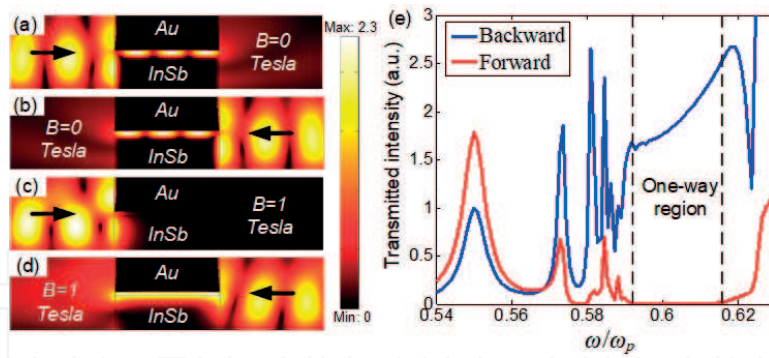 (a)
Au
B=0
Tesla
InSb
(b)
Au
B=0
Tesla
InSb
(c)
Au
B=1
Tesla
InSb
(d)
Au
B=1
Tesla
InSb
Max: 2.3
Min: 0
(e)
Transmitted intensity (a.u.)
3
2.5
2
1.5
1
0.5
0
Backward
Forward
One-way
region
0.54 0.56 0.58 0.6 0.62
ω/ωp